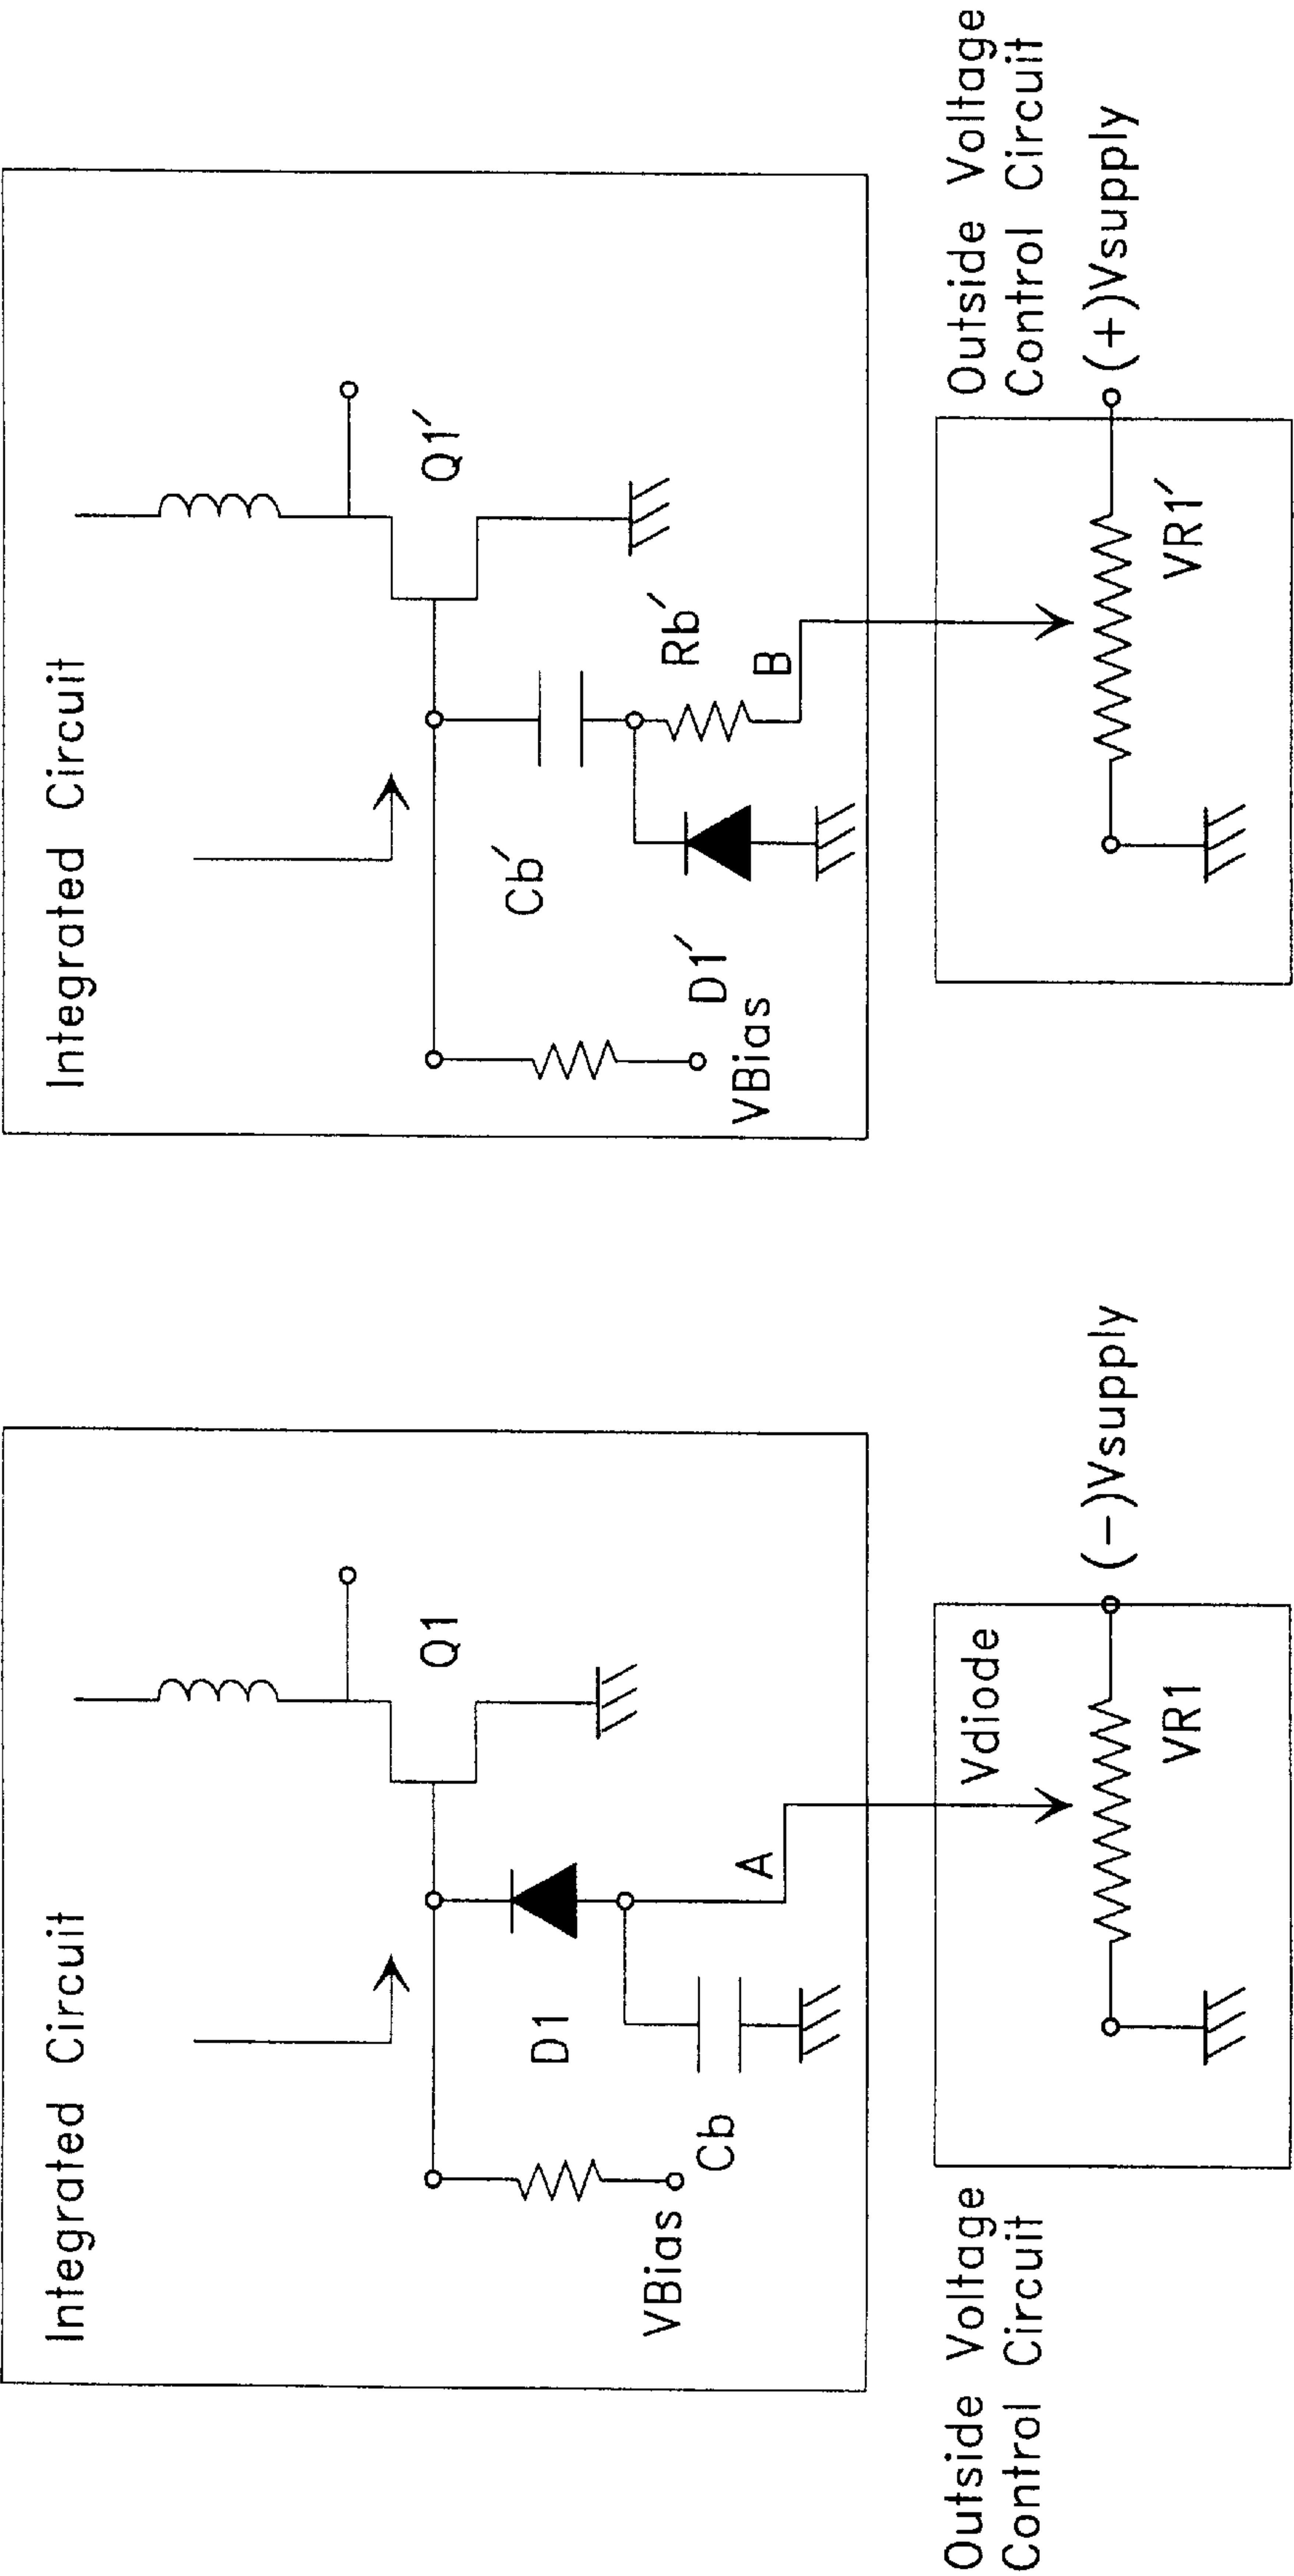 Integrated Circuit
Q1
D1
A
Cb
VBias
Vdiode
VR1
(−)Vsupply
Outside Voltage
Control Circuit
Integrated Circuit
Q1′
Cb′
Rb′
B
D1′
VBias
Outside Voltage
Control Circuit
(+)Vsupply
VR1′